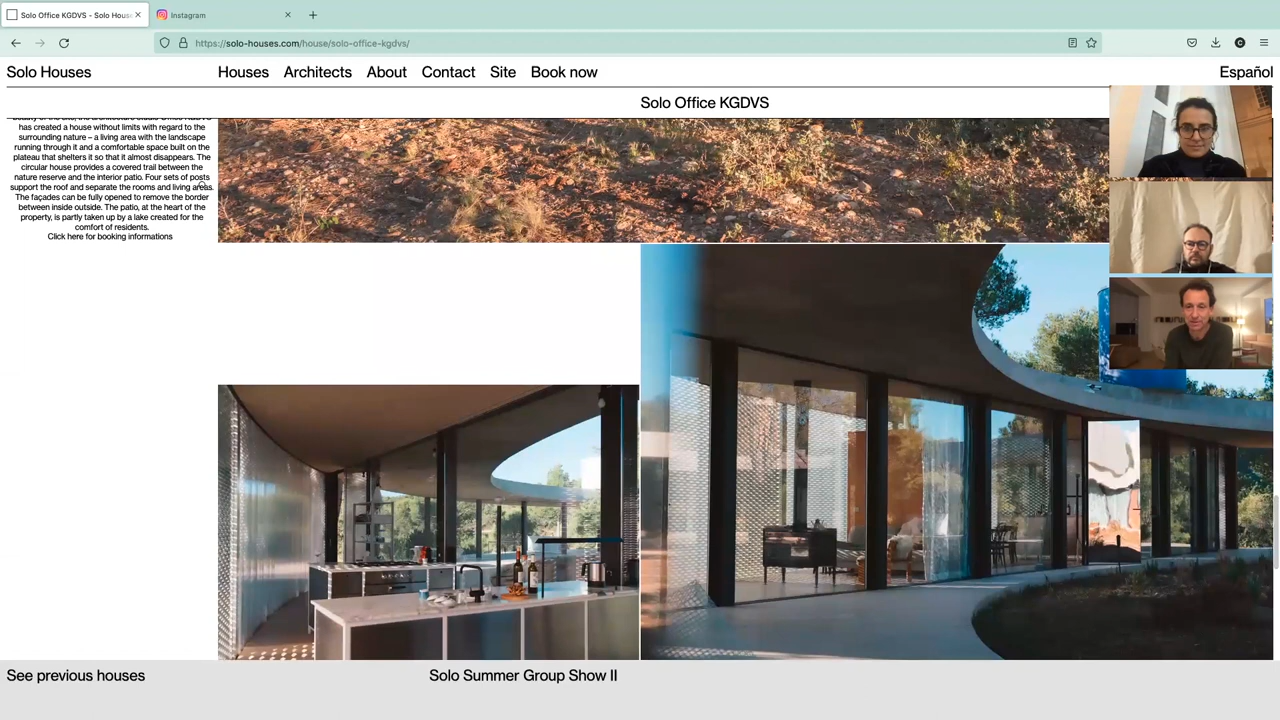 Solo Office KGDVS - Solo Hous
Instagram
https://solo-houses.com/house/solo-office-kgdvs/
Solo Houses
Houses
Architects
About
Contact
Site
Book now
Español
Solo Office KGDVS
has created a house without limits with regard to the
surrounding nature – a living area with the landscape
running through it and a comfortable space built on the
plateau that shelters it so that it almost disappears. The
circular house provides a covered trail between the
nature reserve and the interior patio. Four sets of posts
support the roof and separate the rooms and living areas.
The façades can be fully opened to remove the border
between inside outside. The patio, at the heart of the
property, is partly taken up by a lake created for the
comfort of residents.
Click here for booking informations
See previous houses
Solo Summer Group Show II